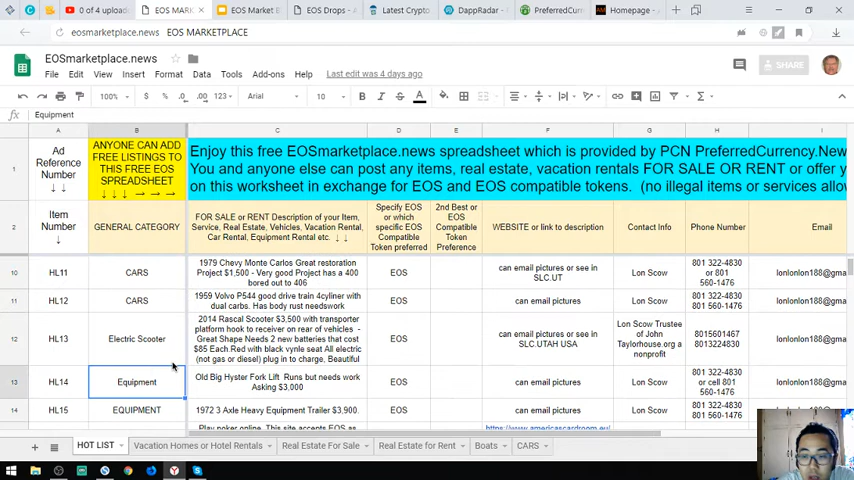 0 of 4 upload
EOS MARK
EOS Market B
EOS Drops - G
Latest Crypto
DappRadar -
PreferredCurre
Homepage -
eosmarketplace.news
EOS MARKETPLACE
EOSmarketplace.news
File Edit View Insert Format Data Tools Add-ons Help Last edit was 4 days ago
SHARE
100% $ % .0 .00 123 Arial 10 B I S A
fx Equipment
A B C D E F G H I
1 Ad Reference Number ↓ ↓
ANYONE CAN ADD FREE LISTINGS TO THIS FREE EOS SPREADSHEET ↓ ↓ ↓ → → →
Enjoy this free EOSmarketplace.news spreadsheet which is provided by PCN PreferredCurrency.New
You and anyone else can post any items, real estate, vacation rentals FOR SALE OR RENT or offer y
on this worksheet in exchange for EOS and EOS compatible tokens. (no illegal items or services allow
2 Item Number ↓
GENERAL CATEGORY
FOR SALE or RENT Description of your Item, Service, Real Estate, Vehicles, Vacation Rental, Car Rental, Equipment Rental etc. ↓ ↓
Specify EOS or which specific EOS Compatible Token preferred
2nd Best or EOS Compatible Token Preference
WEBSITE or link to description
Contact Info
Phone Number
Email
10 HL11 CARS
1979 Chevy Monte Carlos Great restoration Project $1,500 - Very good Project has a 400 bored out to 406
EOS
can email pictures or see in SLC.UT
Lon Scow
801 322-4830 or 801 560-1476
lonlonlon188@gma
11 HL12 CARS
1959 Volvo P544 good drive train 4cyliner with dual carbs. Has body rust needswork
EOS
can email pictures
Lon Scow
801 322-4830 801 560-1476
lonlonlon188@gma
12 HL13 Electric Scooter
2014 Rascal Scooter $3,500 with transporter platform hook to receiver on rear of vehicles - Great Shape Needs 2 new batteries that cost $85 Each.Red with black vynle seat All electric (not gas or diesel) plug in to charge, Beautiful
EOS
can email pictures or see in SLC.UTAH USA
Lon Scow Trustee of John Taylorhouse.org a nonprofit
8015601467 8013224830
lonlonlon188@gma
13 HL14 Equipment
Old Big Hyster Fork Lift Runs but needs work Asking $3,000
EOS
can email pictures
Lon Scow
801 322-4830 or cell 801 560-1476
lonlonlon188@gma
14 HL15 EQUIPMENT
1972 3 Axle Heavy Equipment Trailer $3,900.
EOS
can email pictures
Lon Scow
801 322-4830 801 560-1476
lonlonlon188@gma
Play poker online. This site accepts EOS as
https://www.americascardroom.eu/
HOT LIST Vacation Homes or Hotel Rentals Real Estate For Sale Real Estate for Rent Boats CARS